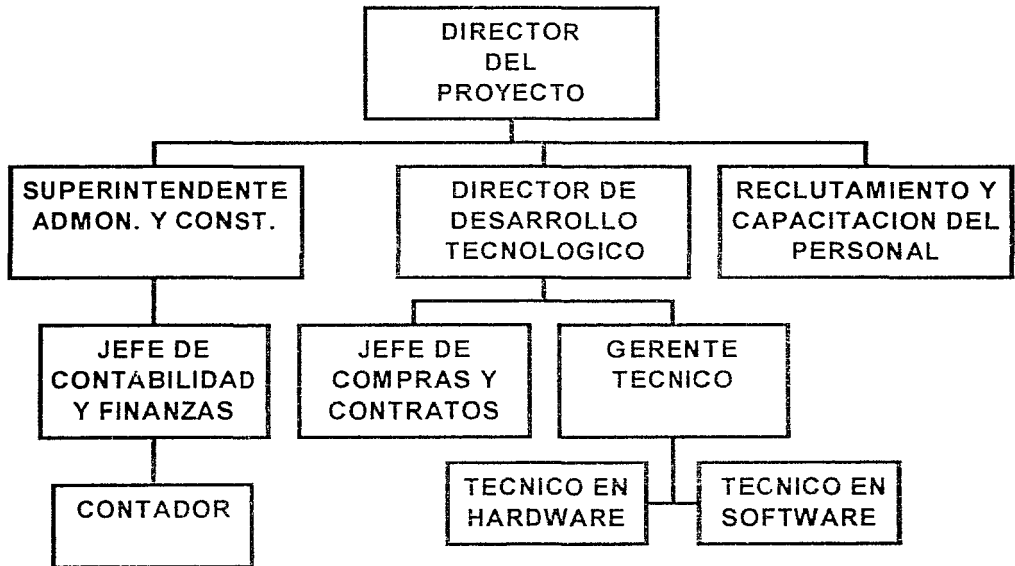 DIRECTOR
DEL
PROYECTO
SUPERINTENDENTE
ADMON. Y CONST.
DIRECTOR DE
DESARROLLO
TECNOLOGICO
RECLUTAMIENTO Y
CAPACITACION DEL
PERSONAL
JEFE DE
CONTABILIDAD
Y FINANZAS
JEFE DE
COMPRAS Y
CONTRATOS
GERENTE
TECNICO
CONTADOR
TECNICO EN
HARDWARE
TECNICO EN
SOFTWARE